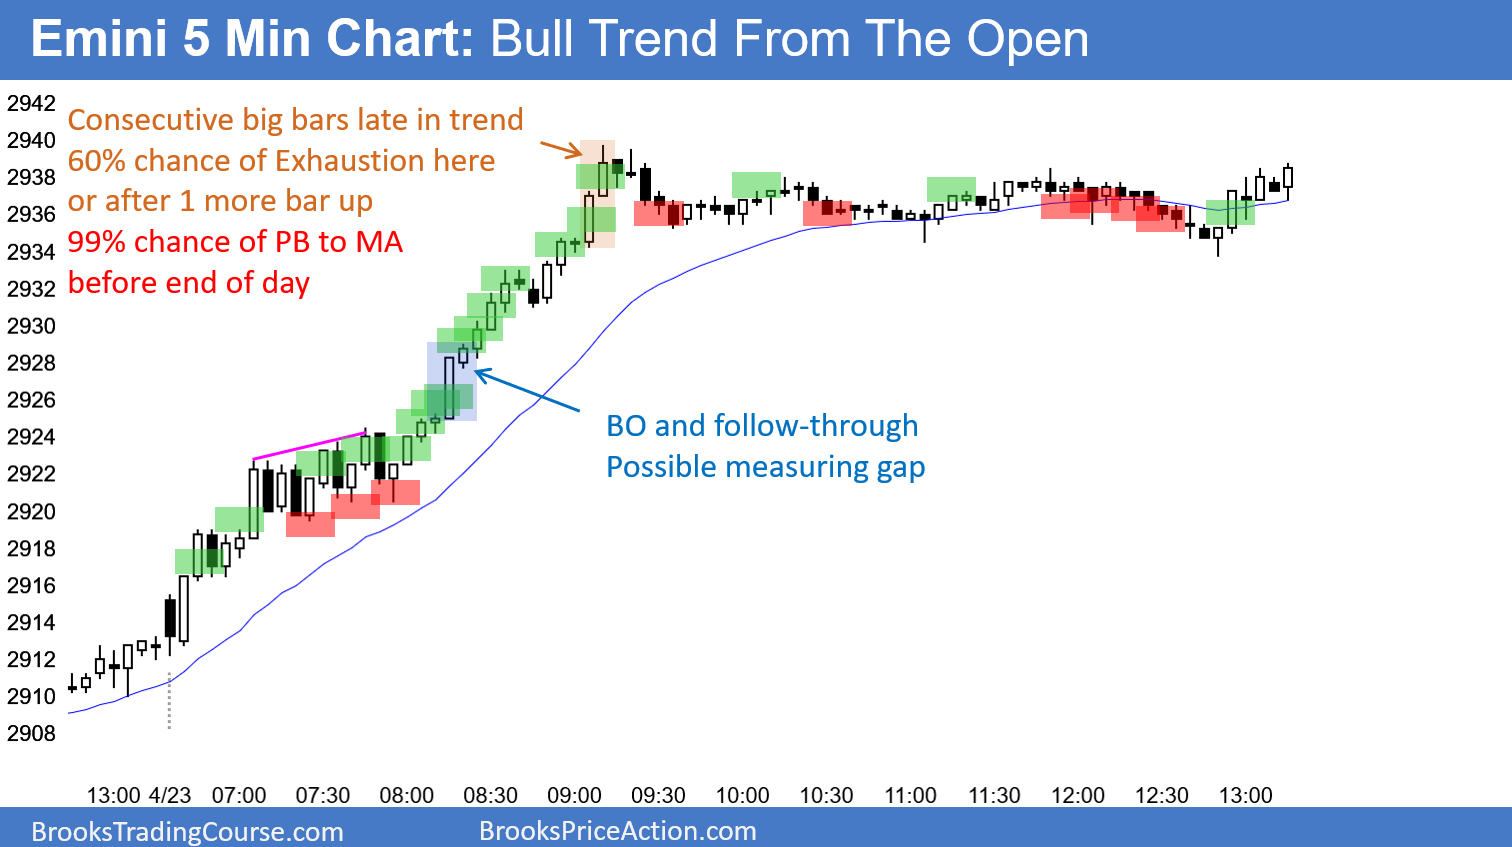 Emini 5 Min Chart: Bull Trend From The Open
2942
2940
2938
2936
2934
2932
2930
2928
2926
2924
2922
2920
2918
2916
2914
2912
2910
2908
Consecutive big bars late in trend
60% chance of Exhaustion here
or after 1 more bar up
99% chance of PB to MA
before end of day
BO and follow-through
Possible measuring gap
13:00 4/23 07:00 07:30 08:00 08:30 09:00 09:30 10:00 10:30 11:00 11:30 12:00 12:30 13:00
BrooksTradingCourse.com BrooksPriceAction.com